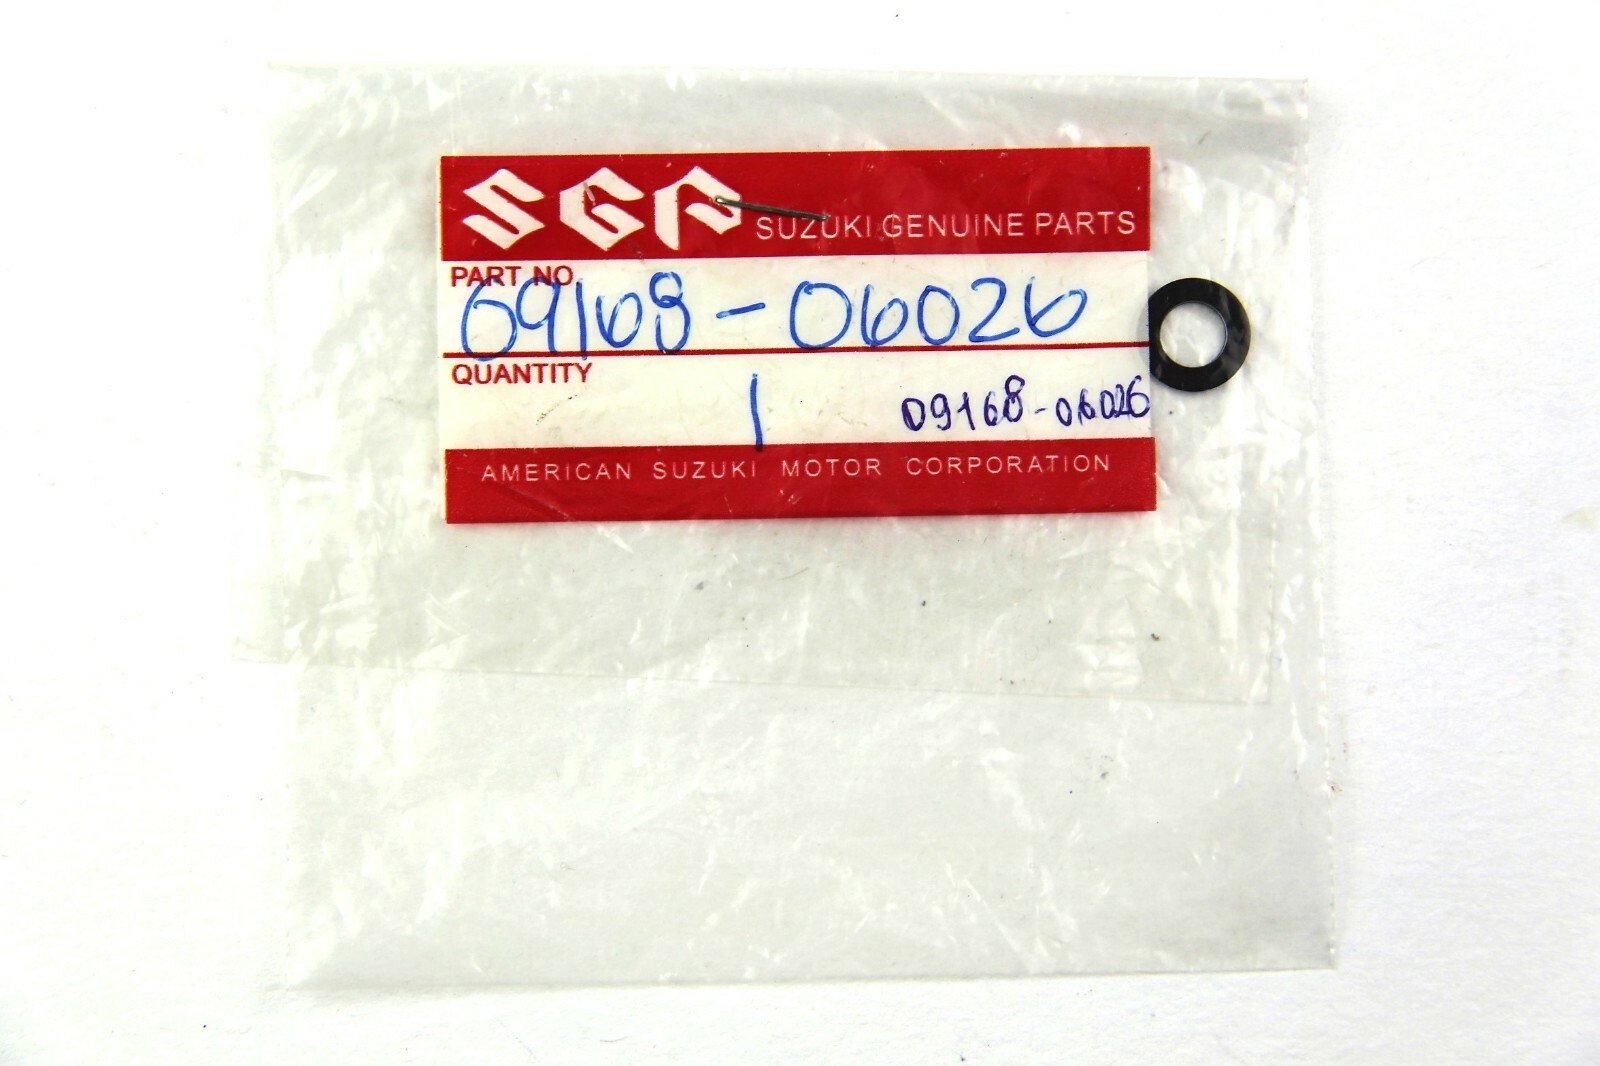 SGP SUZUKI GENUINE PARTS
PART NO.
09168-06026
QUANTITY
1
09168-06026
AMERICAN SUZUKI MOTOR CORPORATION